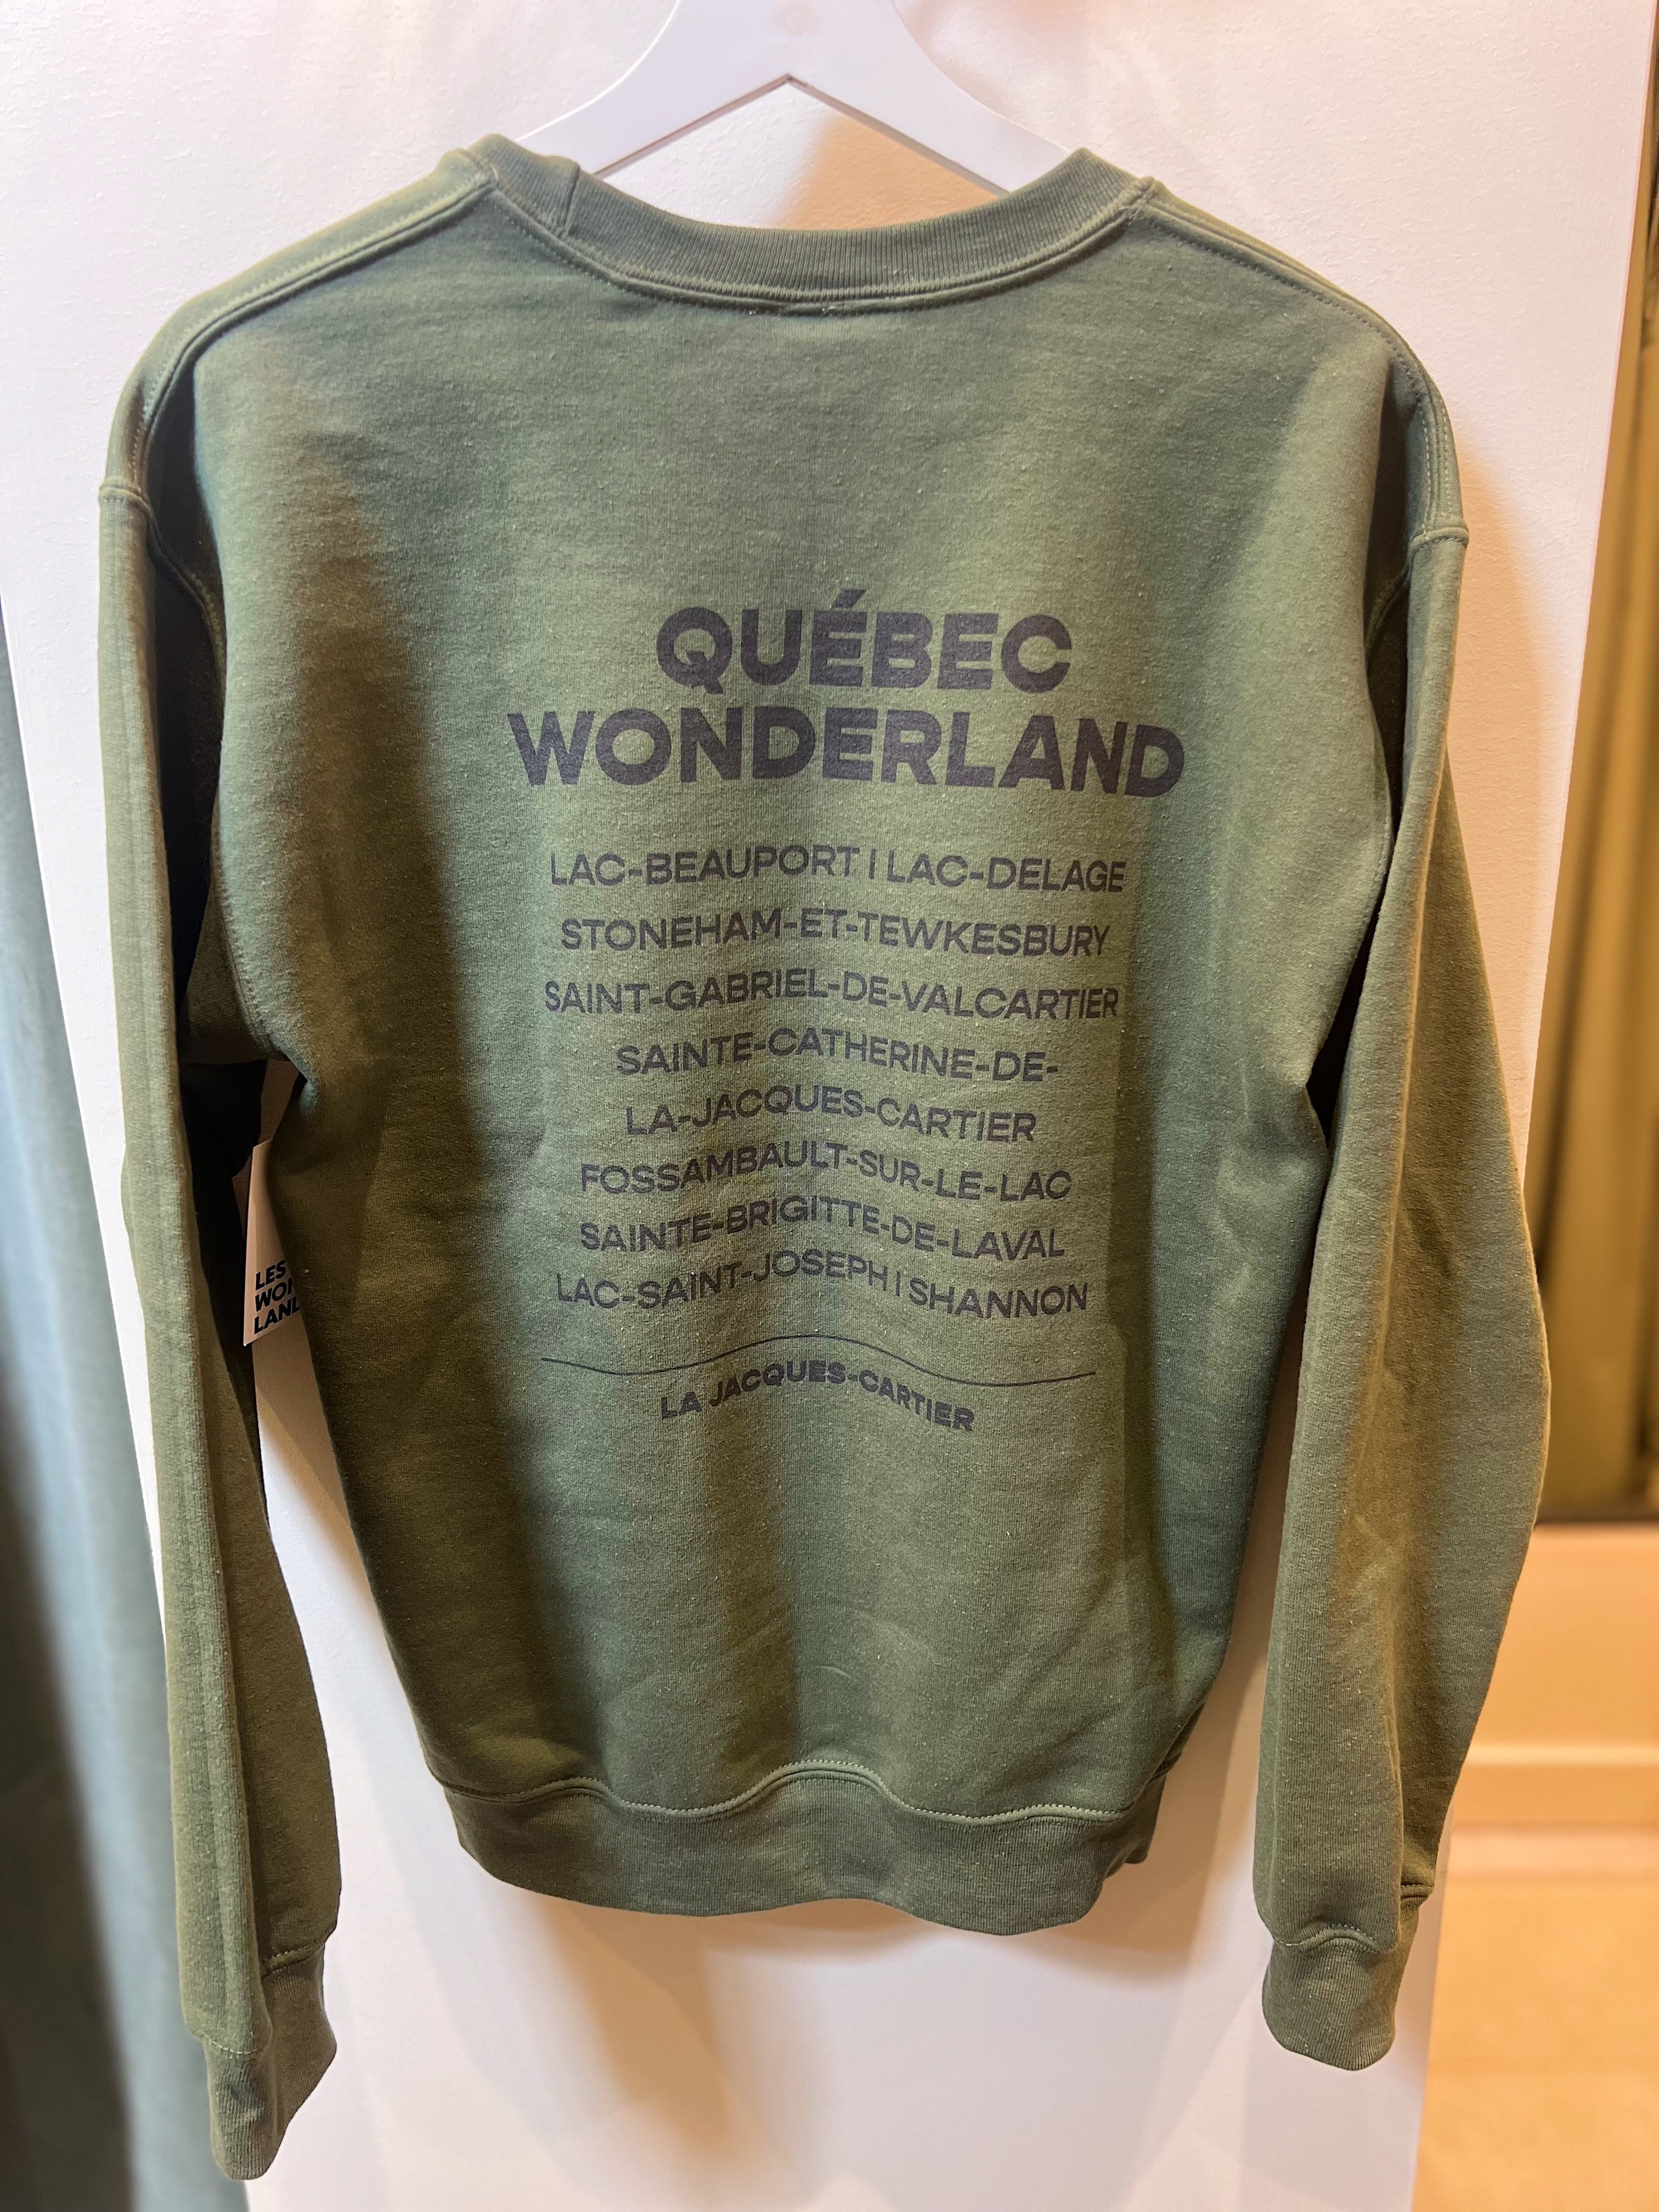 QUÉBEC
WONDERLAND
LAC-BEAUPORT | LAC-DELAGE
STONEHAM-ET-TEWKESBURY
SAINT-GABRIEL-DE-VALCARTIER
SAINTE-CATHERINE-DE-
LA-JACQUES-CARTIER
FOSSAMBAULT-SUR-LE-LAC
SAINTE-BRIGITTE-DE-LAVAL
LAC-SAINT-JOSEPH | SHANNON
LA JACQUES-CARTIER
LES